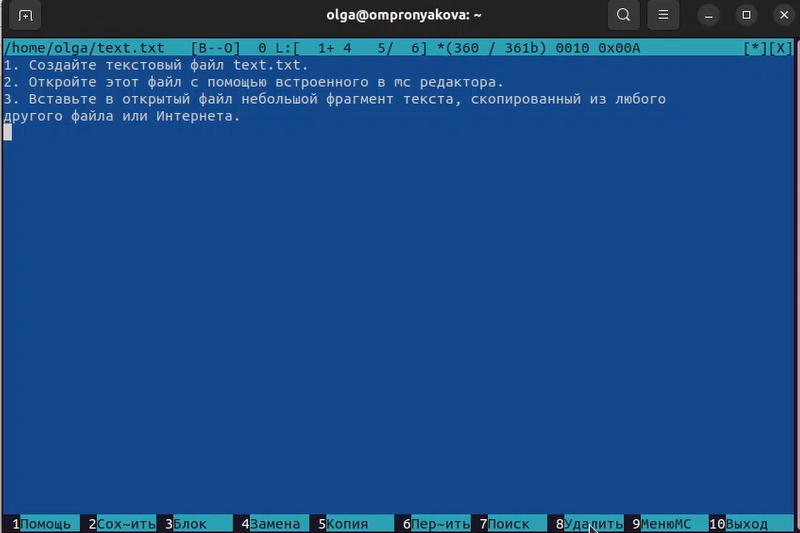 olga@ompronyakova: ~
/home/olga/text.txt [B--O] 0 L:[ 1+ 4 5/ 6] *(360 / 361b) 0010 0x00A [*][X]
1. Создайте текстовый файл text.txt.
2. Откройте этот файл с помощью встроенного в mc редактора.
3. Вставьте в открытый файл небольшой фрагмент текста, скопированный из любого
другого файла или Интернета.
1Помощь 2Сох~ить 3Блок 4Замена 5Копия 6Пер~ить 7Поиск 8Удалить 9МенюMC 10Выход